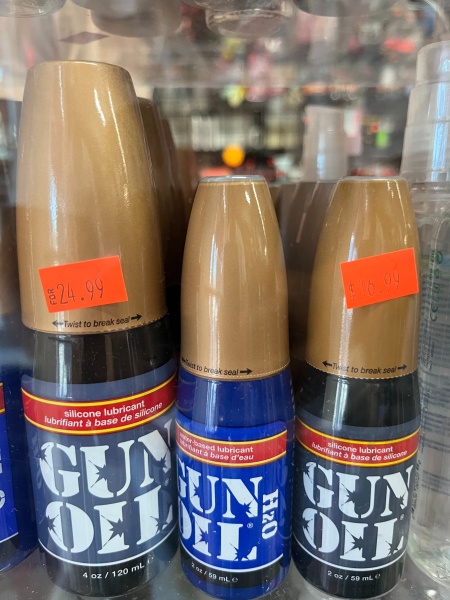 24.99
←Twist to break seal→
silicone lubricant
lubrifiant à base de silicone
GUN
OIL
4 oz / 120 mL ℮
Twist to break seal→
water-based lubricant
lubrifiant à base d'eau
GUN
OIL®
H2O
2 oz / 59 mL ℮
←Twist to break seal→
silicone lubricant
lubrifiant à base de silicone
GUN
OIL
2 oz / 59 mL ℮